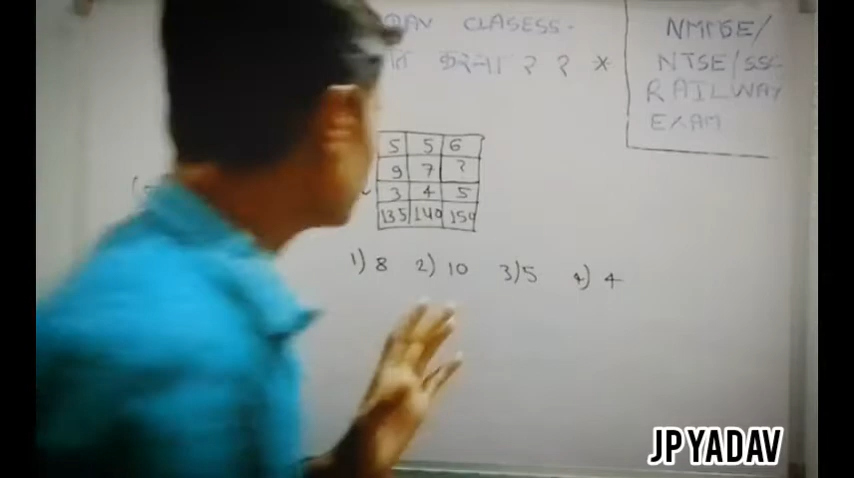 CLASESS-
करना ? ? *
NMMSE/
NTSE/SSC
RAILWAY
EXAM
5 5 6
9 7 ?
3 4 5
135 140 150
1) 8 2) 10 3) 5 4) 4
JP YADAV